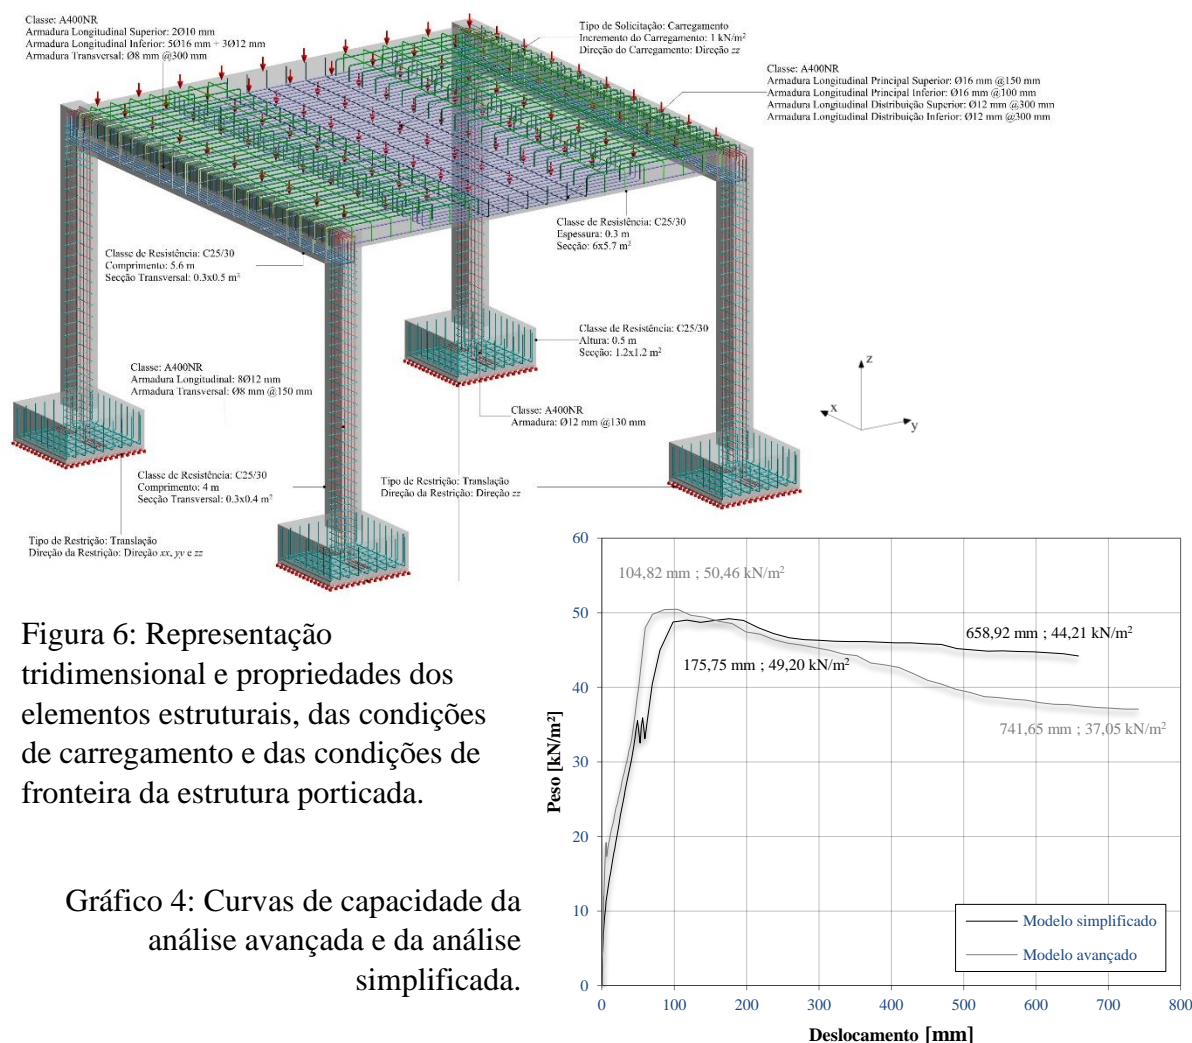 Classe: A400NR
Armadura Longitudinal Superior: 2Ø10 mm
Armadura Longitudinal Inferior: 5Ø16 mm + 3Ø12 mm
Armadura Transversal: Ø8 mm @300 mm
Tipo de Solicitação: Carregamento
Incremento do Carregamento: 1 kN/m²
Direção do Carregamento: Direção zz
Classe: A400NR
Armadura Longitudinal Principal Superior: Ø16 mm @150 mm
Armadura Longitudinal Principal Inferior: Ø16 mm @100 mm
Armadura Longitudinal Distribuição Superior: Ø12 mm @300 mm
Armadura Longitudinal Distribuição Inferior: Ø12 mm @300 mm
Classe de Resistência: C25/30
Espessura: 0.3 m
Secção: 6x5.7 m²
Classe de Resistência: C25/30
Comprimento: 5.6 m
Secção Transversal: 0.3x0.5 m²
Classe de Resistência: C25/30
Altura: 0.5 m
Secção: 1.2x1.2 m²
Classe: A400NR
Armadura Longitudinal: 8Ø12 mm
Armadura Transversal: Ø8 mm @150 mm
Classe: A400NR
Armadura: Ø12 mm @130 mm
z
x
y
Classe de Resistência: C25/30
Comprimento: 4 m
Secção Transversal: 0.3x0.4 m²
Tipo de Restrição: Translação
Direção da Restrição: Direção zz
Tipo de Restrição: Translação
Direção da Restrição: Direção xx, yy e zz
Figura 6: Representação
tridimensional e propriedades dos
elementos estruturais, das condições
de carregamento e das condições de
fronteira da estrutura porticada.
Gráfico 4: Curvas de capacidade da
análise avançada e da análise
simplificada.
60
50
40
30
20
10
0
Peso [kN/m²]
104,82 mm ; 50,46 kN/m²
658,92 mm ; 44,21 kN/m²
175,75 mm ; 49,20 kN/m²
741,65 mm ; 37,05 kN/m²
Modelo simplificado
Modelo avançado
0 100 200 300 400 500 600 700 800
Deslocamento [mm]